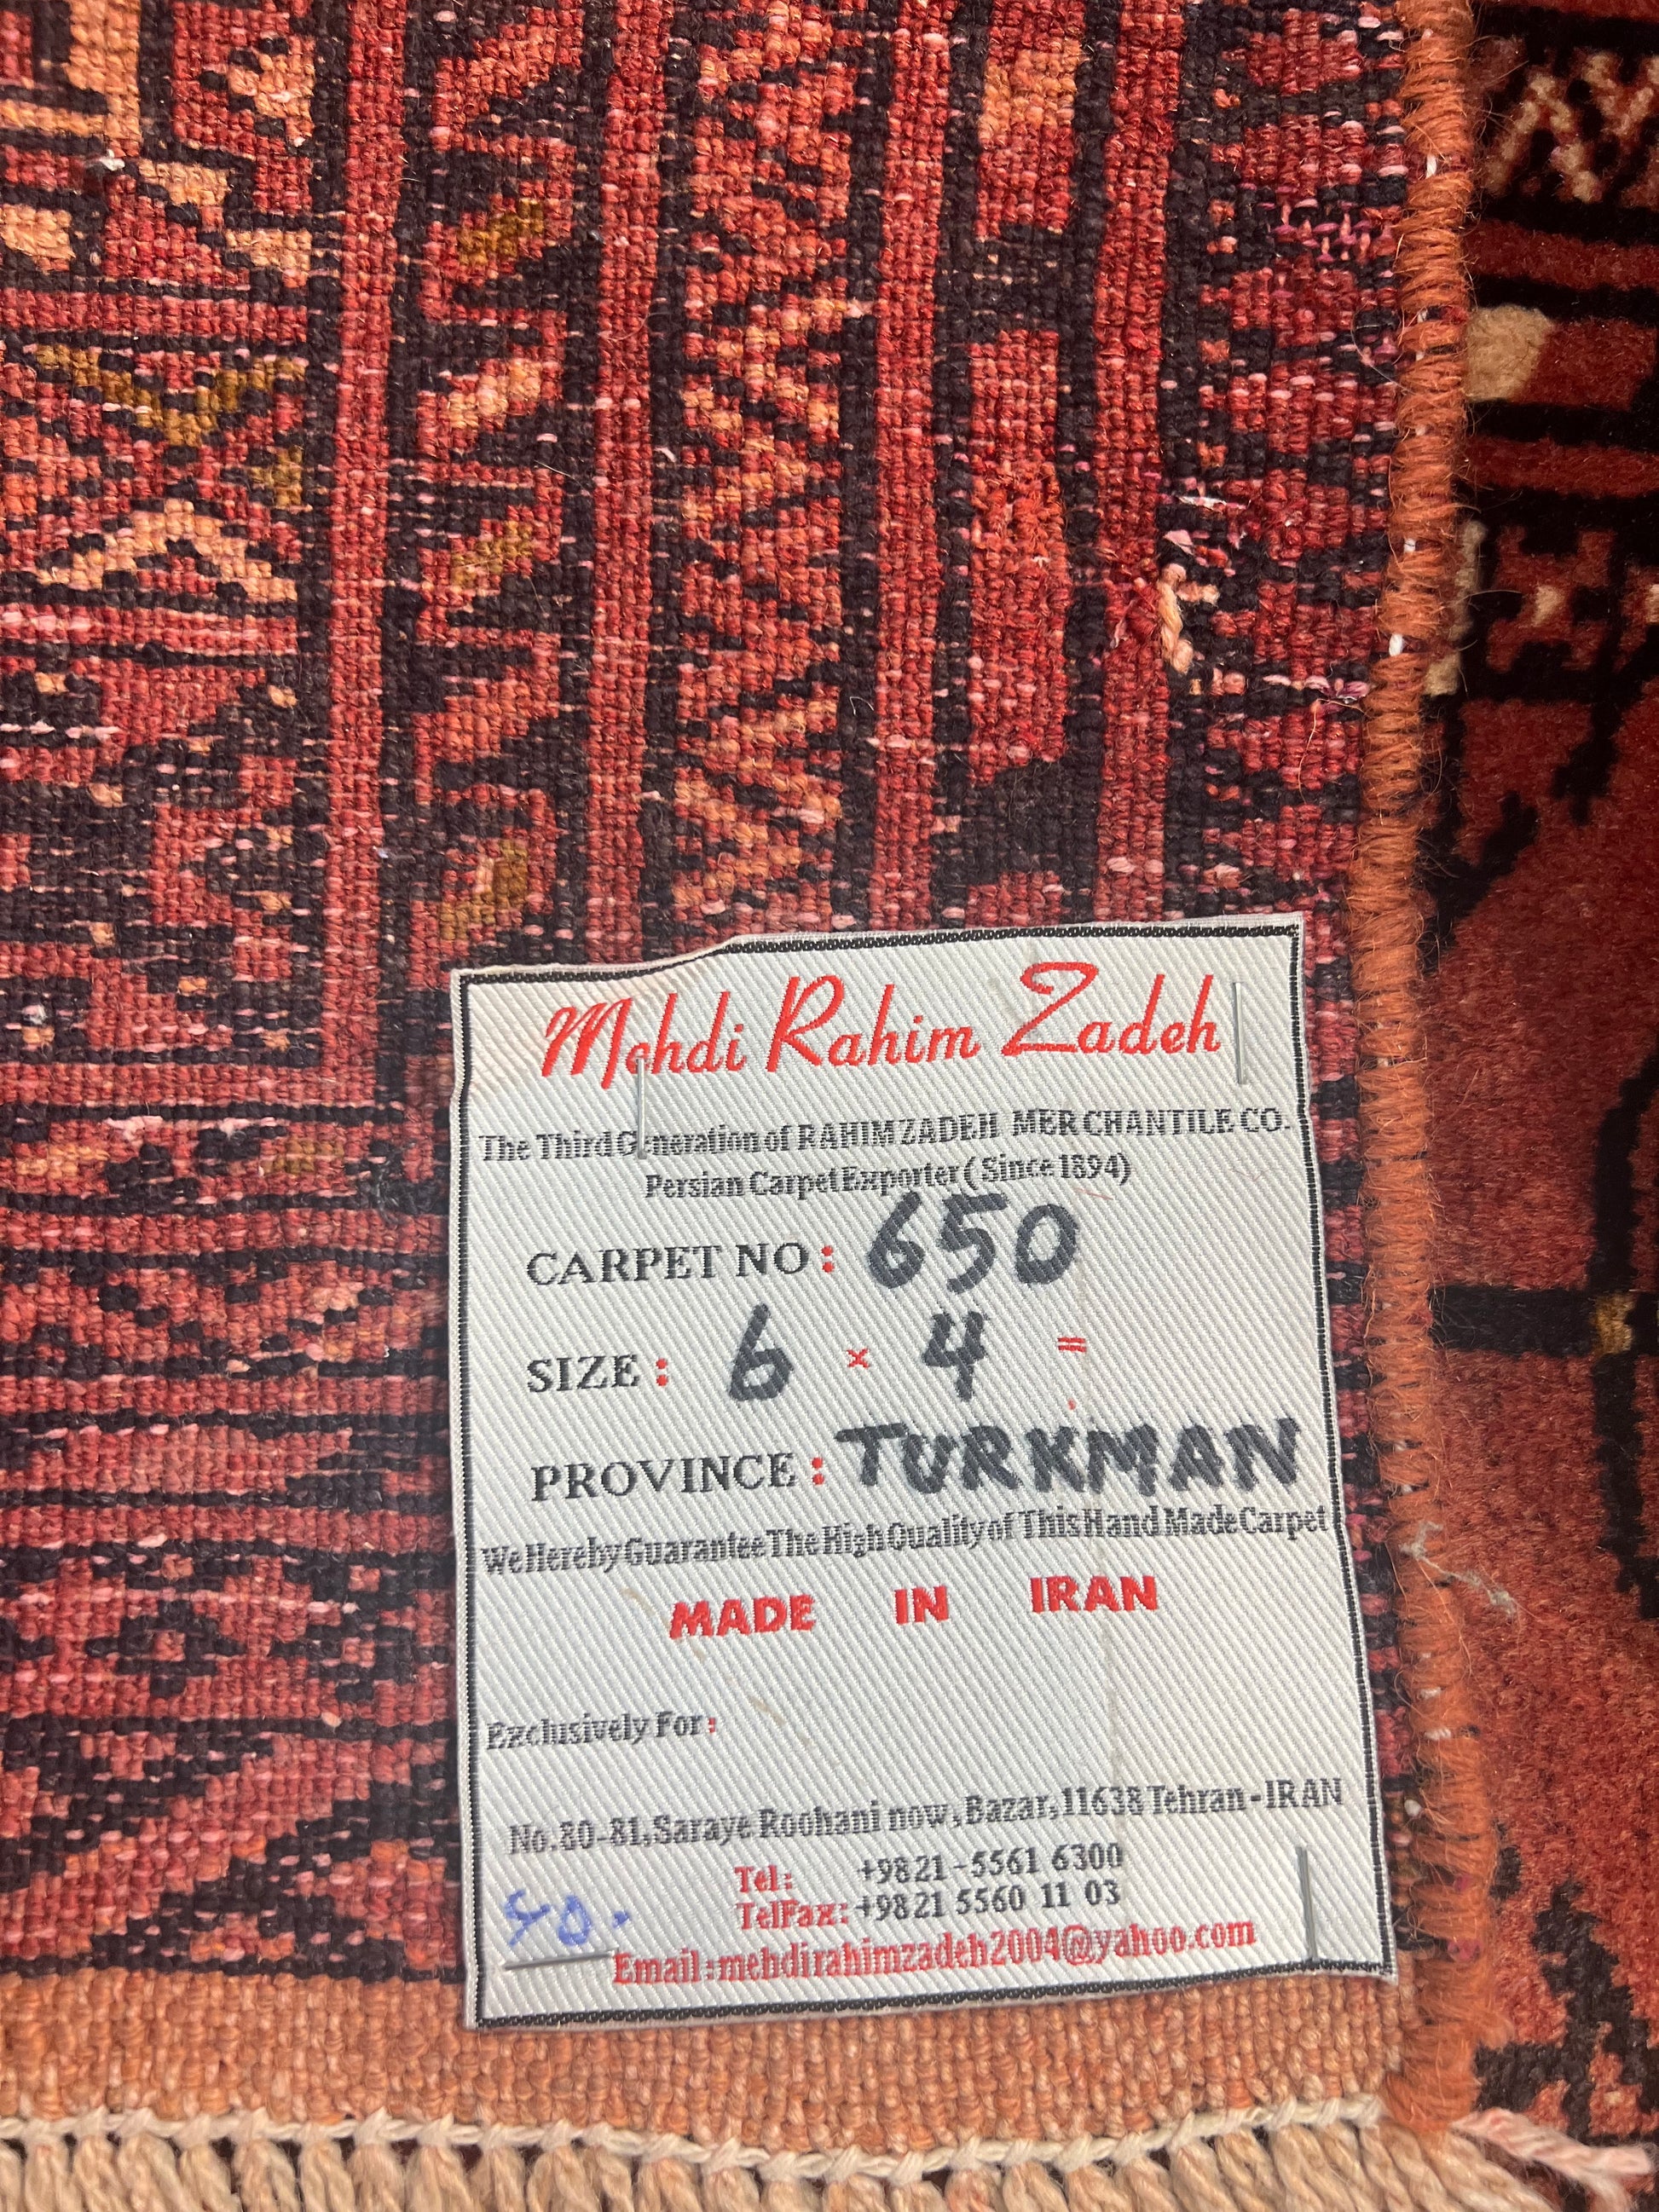 Mehdi Rahim Zadeh
The Third Generation of RAHIMZADEH MERCHANTILE CO.
Persian Carpet Exporter (Since 1894)
CARPET NO: 650
SIZE: 6 x 4 =
PROVINCE: TURKMAN
We Hereby Guarantee The High Quality of This Hand Made Carpet
MADE IN IRAN
Exclusively For:
No.80-81,Saraye Roohani now,Bazar,11638 Tehran-IRAN
Tel: +9821-5561 6300
TelFax: +9821 5560 11 03
۶۵۰
Email:mehdirahimzadeh2004@yahoo.com